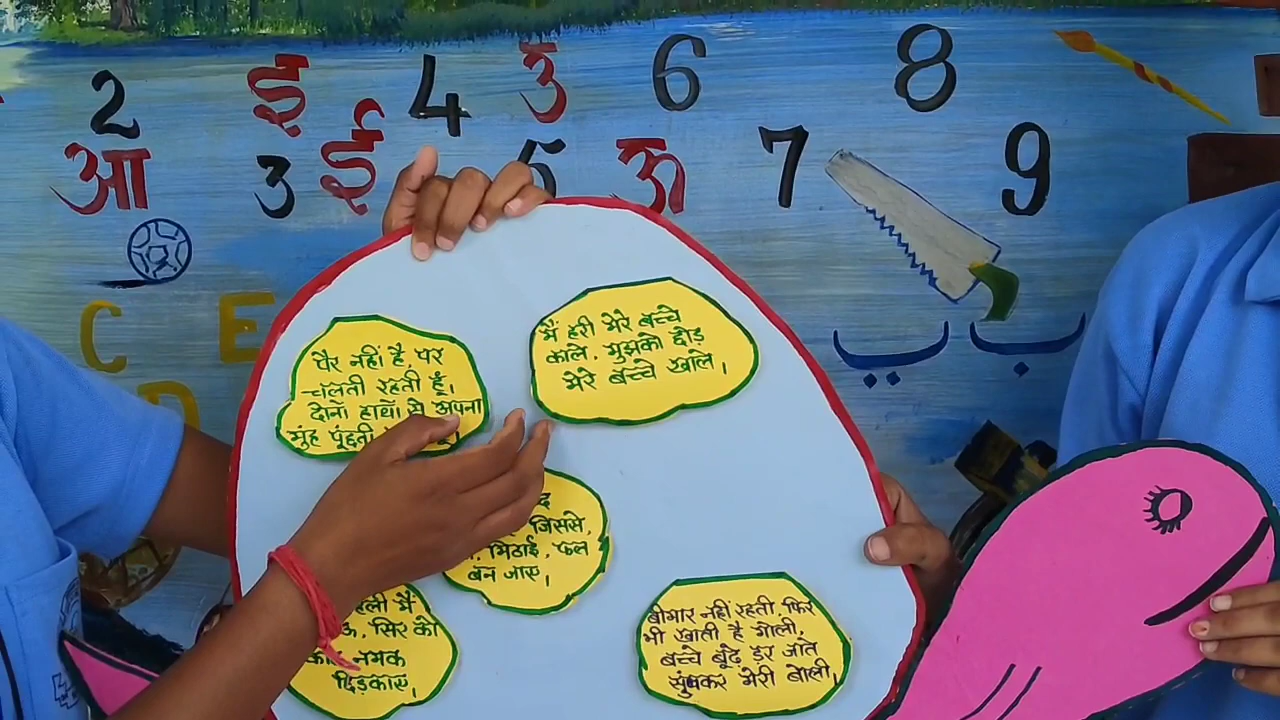 2 ई 4 उ 6 8
आ 3 ई 5 ऊ 7 9
C E
D
ب پ
पैर नहीं है, पर
चलती रहती हूँ।
दोनों हाथों से अपना
मुंह पूंछती
मैं हरी मेरे बच्चे
काले, मुझको छोड़
मेरे बच्चे खाले।
जिससे,
मिठाई, फल
बन जाए।
मैं
सिर को
नमक
छिड़काए।
बीमार नहीं रहती, फिर
भी खाती है गोली,
बच्चे बूढ़े डर जाते
सुनकर मेरी बोली,